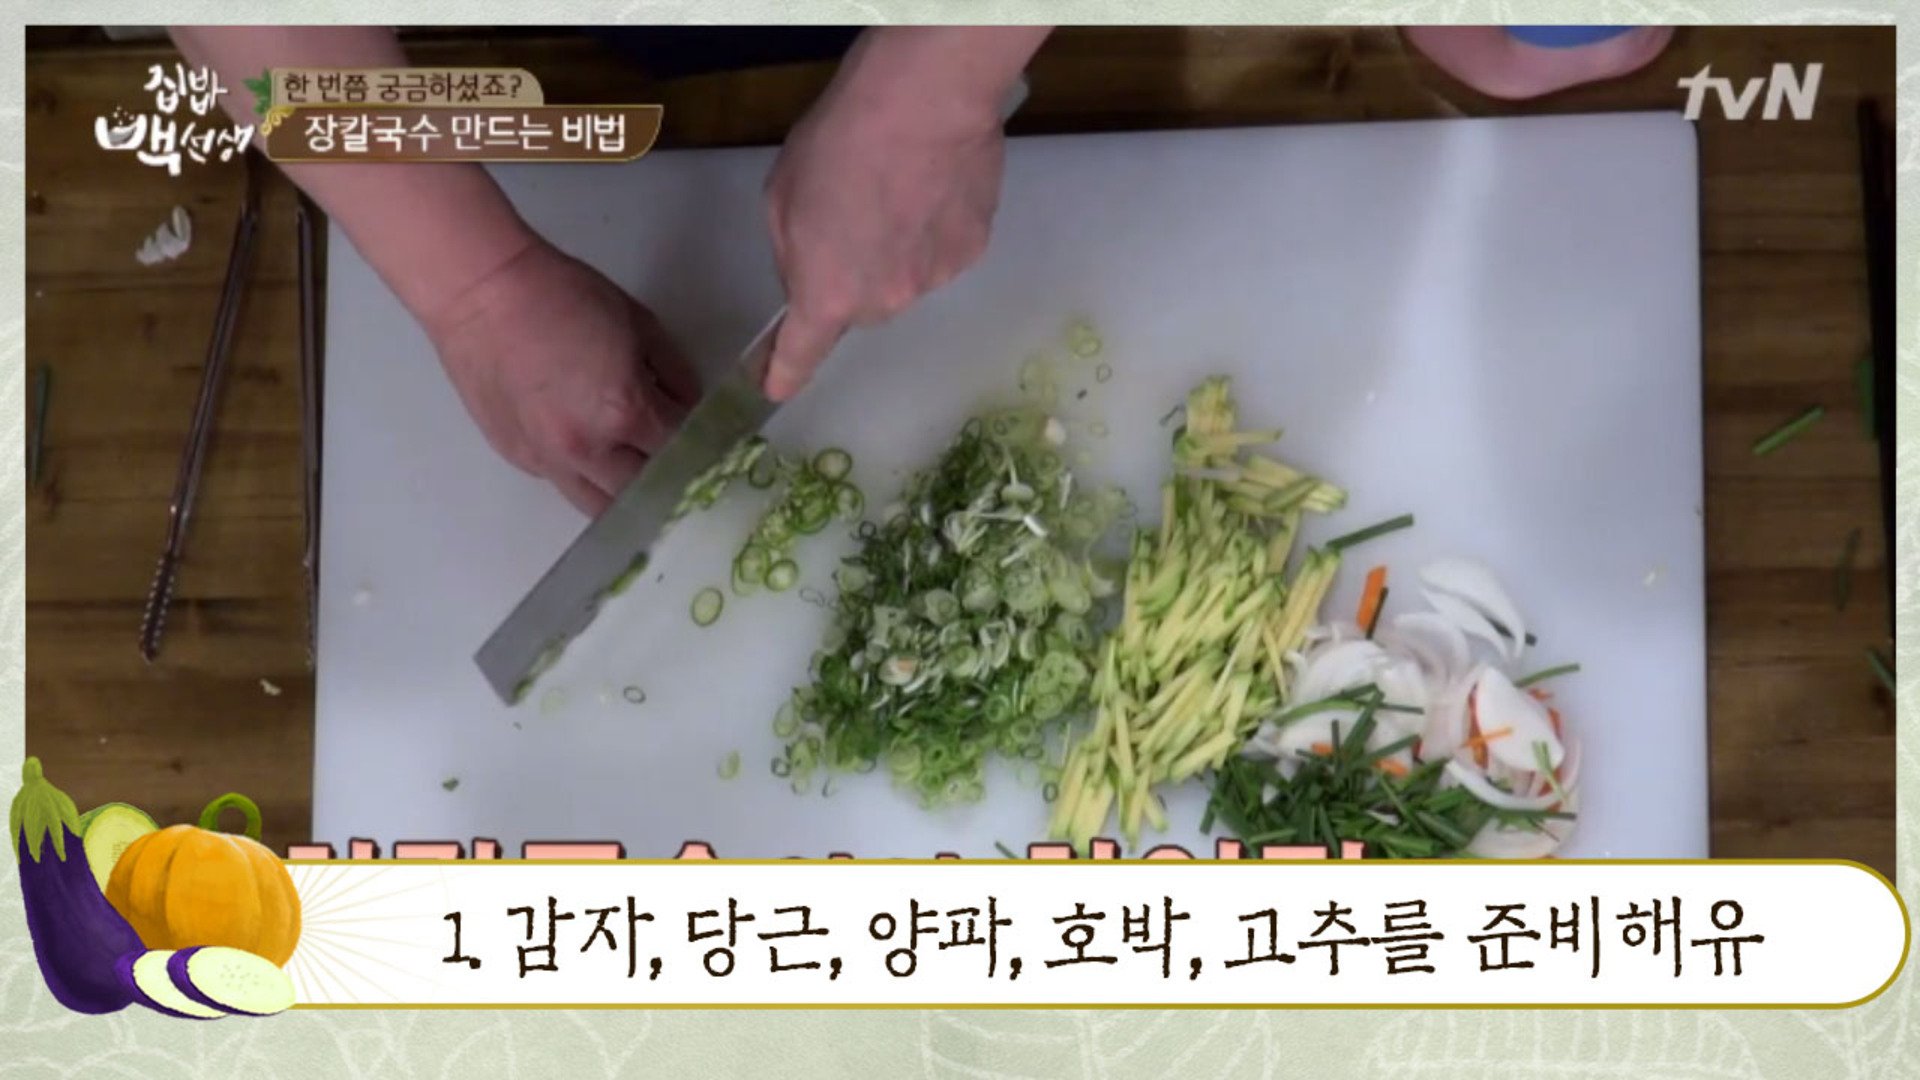 집밥
백선생
한 번쯤 궁금하셨죠?
장칼국수 만드는 비법
tvN
1. 감자, 당근, 양파, 호박, 고추를 준비해유